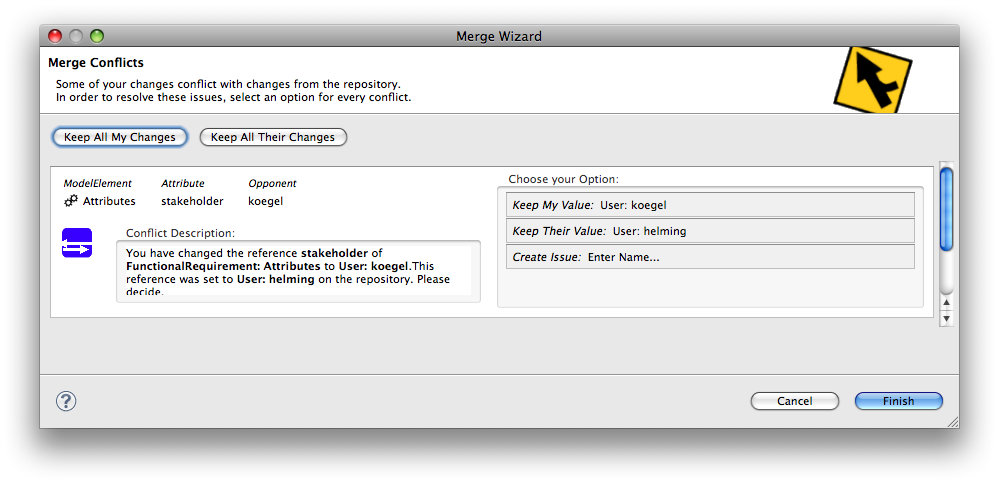 Merge Wizard
Merge Conflicts
Some of your changes conflict with changes from the repository.
In order to resolve these issues, select an option for every conflict.
Keep All My Changes
Keep All Their Changes
ModelElement Attribute Opponent
Attributes stakeholder koegel
Conflict Description:
You have changed the reference stakeholder of
FunctionalRequirement: Attributes to User: koegel.This
reference was set to User: helming on the repository. Please
decide.
Choose your Option:
Keep My Value: User: koegel
Keep Their Value: User: helming
Create Issue: Enter Name...
?
Cancel
Finish